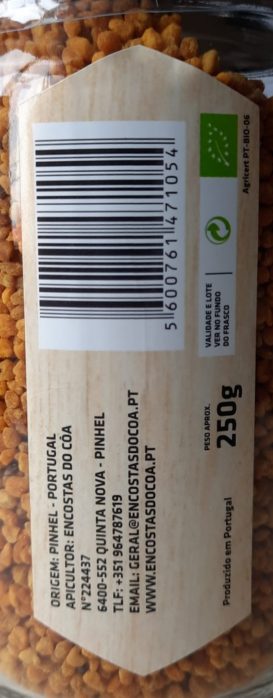 ORIGEM: PINHEL - PORTUGAL
APICULTOR: ENCOSTAS DO CÔA
Nº224437
6400-552 QUINTA NOVA - PINHEL
TLF: +351 964787619
EMAIL: GERAL@ENCOSTASDOCOA.PT
WWW.ENCOSTASDOCOA.PT
5 600761 471054
Produzido em Portugal
PESO APROX.
250g
VALIDADE E LOTE
VER NO FUNDO
DO FRASCO
Agricert PT-BIO-06